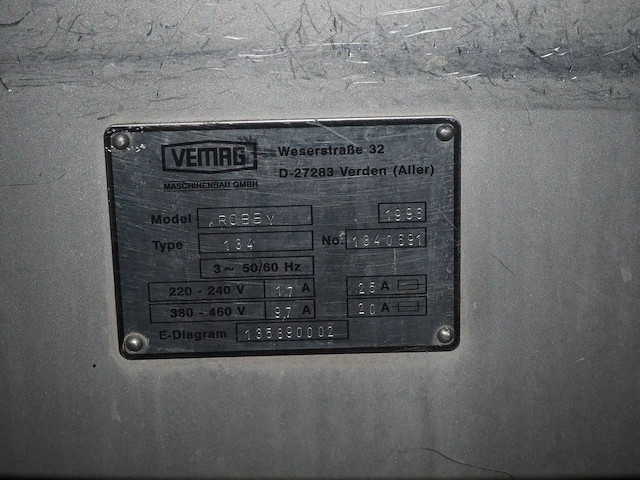 VEMAG
MASCHINENBAU GMBH
Weserstraße 32
D-27283 Verden (Aller)
Model ROBBY 1996
Type 134 No. 1340691
3~ 50/60 Hz
220 - 240 V 17 A 25 A
380 - 460 V 9,7 A 20 A
E-Diagram 135890002